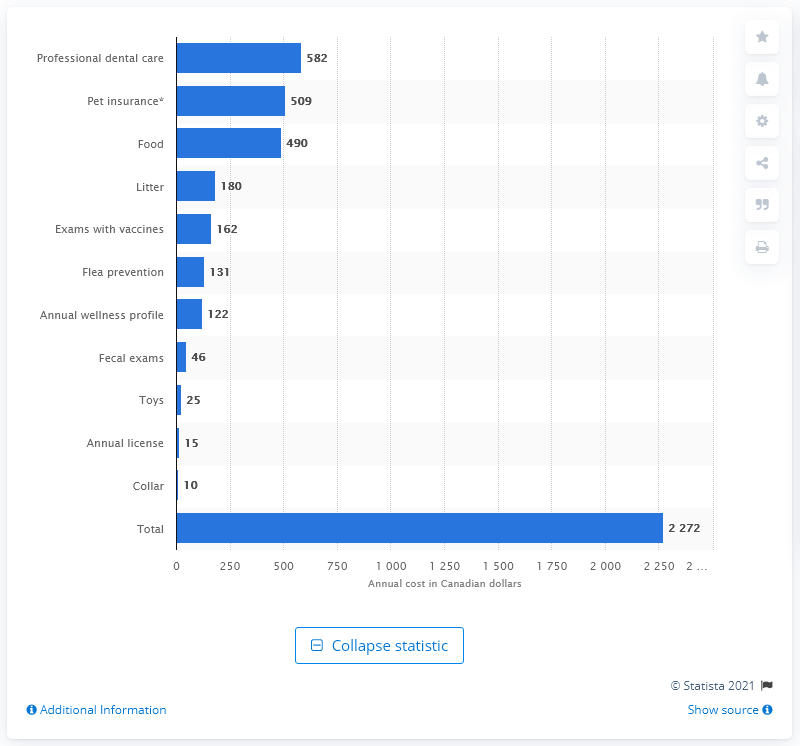 Professional dental care 582
Pet insurance* 509
Food 490
Litter 180
Exams with vaccines 162
Flea prevention 131
Annual wellness profile 122
Fecal exams 46
Toys 25
Annual license 15
Collar 10
Total 2 272
0 250 500 750 1 000 1 250 1 500 1 750 2 000 2 250 2 ...
Annual cost in Canadian dollars
Collapse statistic
© Statista 2021
Additional Information
Show source